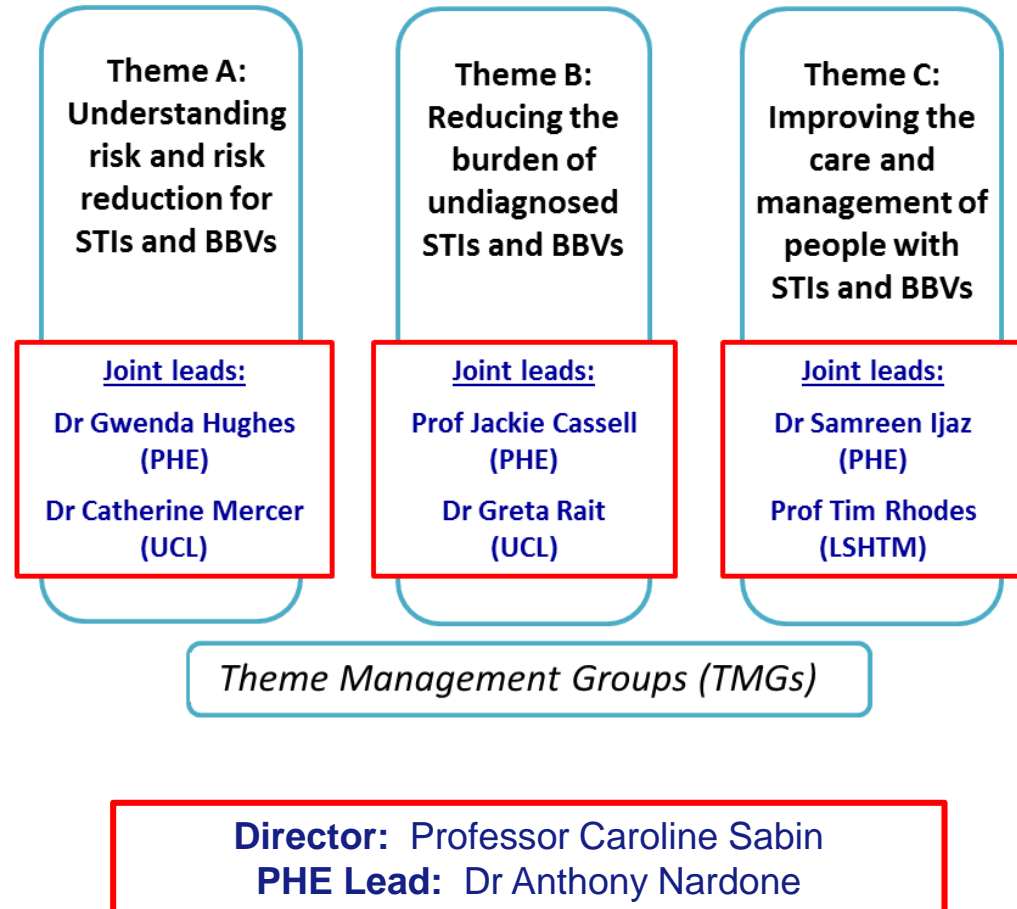 Theme A:
Understanding
risk and risk
reduction for
STIs and BBVs
Joint leads:
Dr Gwenda Hughes
(PHE)
Dr Catherine Mercer
(UCL)
Theme B:
Reducing the
burden of
undiagnosed
STIs and BBVs
Joint leads:
Prof Jackie Cassell
(PHE)
Dr Greta Rait
(UCL)
Theme C:
Improving the
care and
management of
people with
STIs and BBVs
Joint leads:
Dr Samreen Ijaz
(PHE)
Prof Tim Rhodes
(LSHTM)
Theme Management Groups (TMGs)
Director: Professor Caroline Sabin
PHE Lead: Dr Anthony Nardone